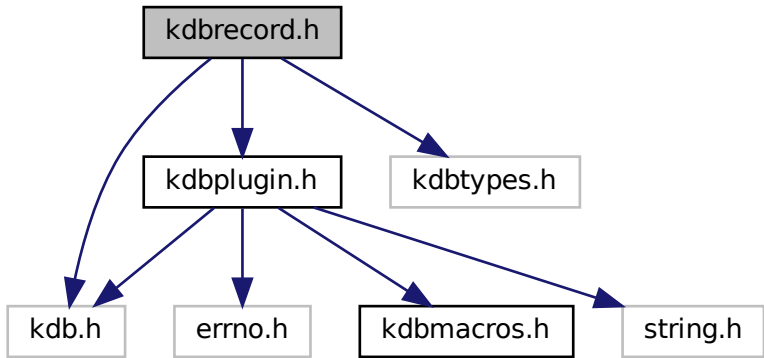 kdbrecord.h
kdbplugin.h
kdbtypes.h
kdb.h
errno.h
kdbmacros.h
string.h